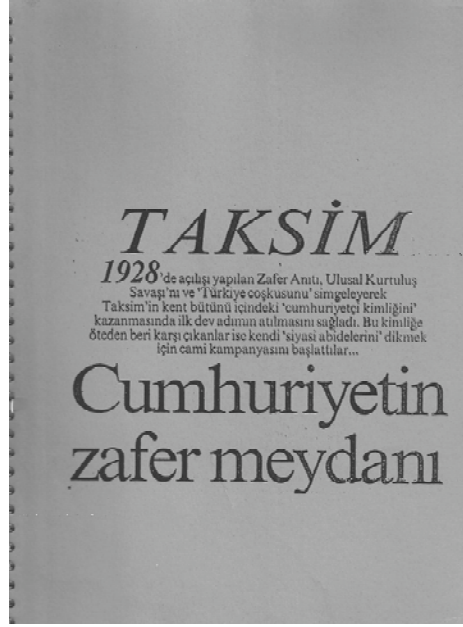 TAKSİM
1928'de açılışı yapılan Zafer Anıtı, Ulusal Kurtuluş
Savaşı'nı ve 'Türkiye coşkusunu' simgeleyerek
Taksim'in kent bütünü içindeki 'cumhuriyetçi kimliğini'
kazanmasında ilk dev adımın atılmasını sağladı. Bu kimliğe
öteden beri karşı çıkanlar ise kendi 'siyasi abidelerini' dikmek
için cami kampanyasını başlattılar...
Cumhuriyetin
zafer meydanı